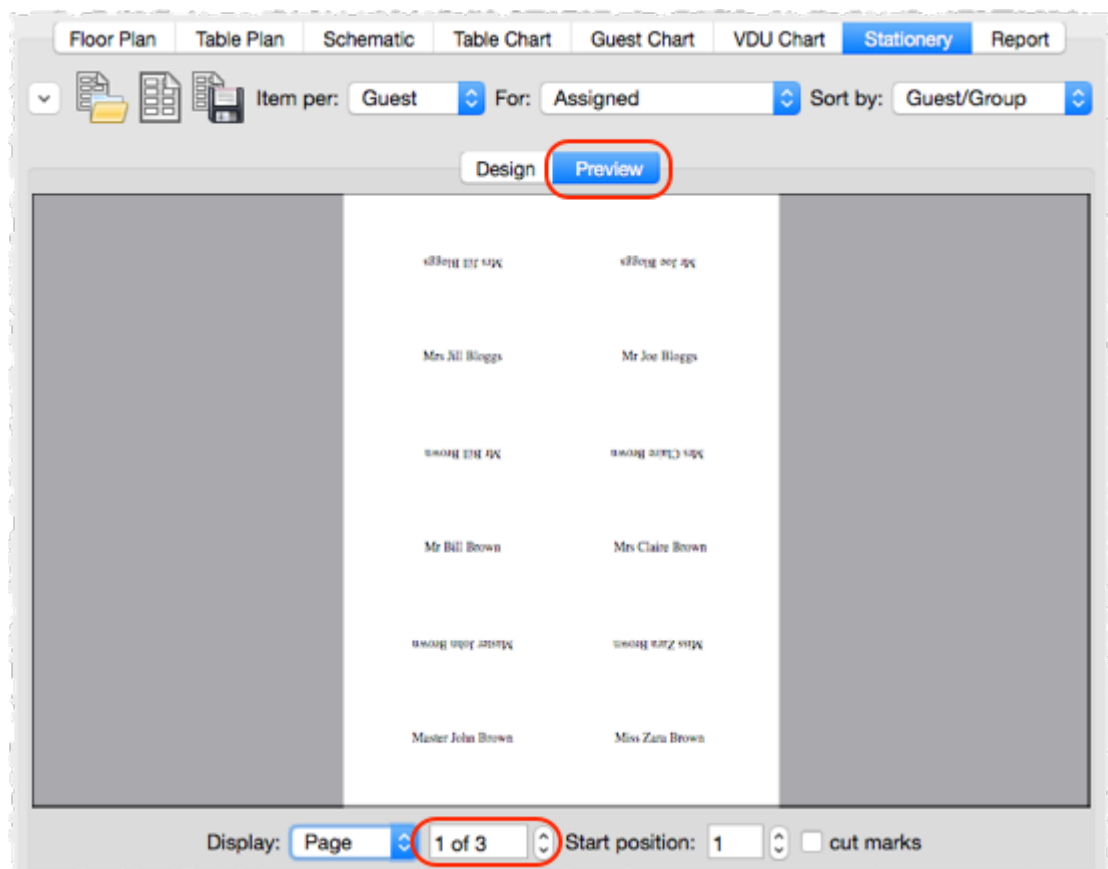 Floor Plan Table Plan Schematic Table Chart Guest Chart VDU Chart Stationery Report
Item per: Guest For: Assigned Sort by: Guest/Group
Design Preview
Mrs Jill Bloggs Mr Joe Bloggs
Mrs Jill Bloggs Mr Joe Bloggs
Mr Bill Brown Mrs Claire Brown
Mr Bill Brown Mrs Claire Brown
Master John Brown Miss Zara Brown
Master John Brown Miss Zara Brown
Display: Page 1 of 3 Start position: 1 cut marks